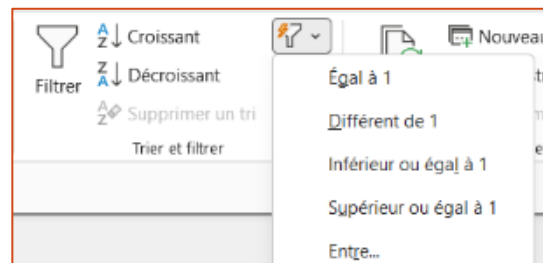 Croissant
Nouveau
Filtrer
Décroissant
Égal à 1
Supprimer un tri
Différent de 1
Trier et filtrer
Inférieur ou égal à 1
Supérieur ou égal à 1
Entre...